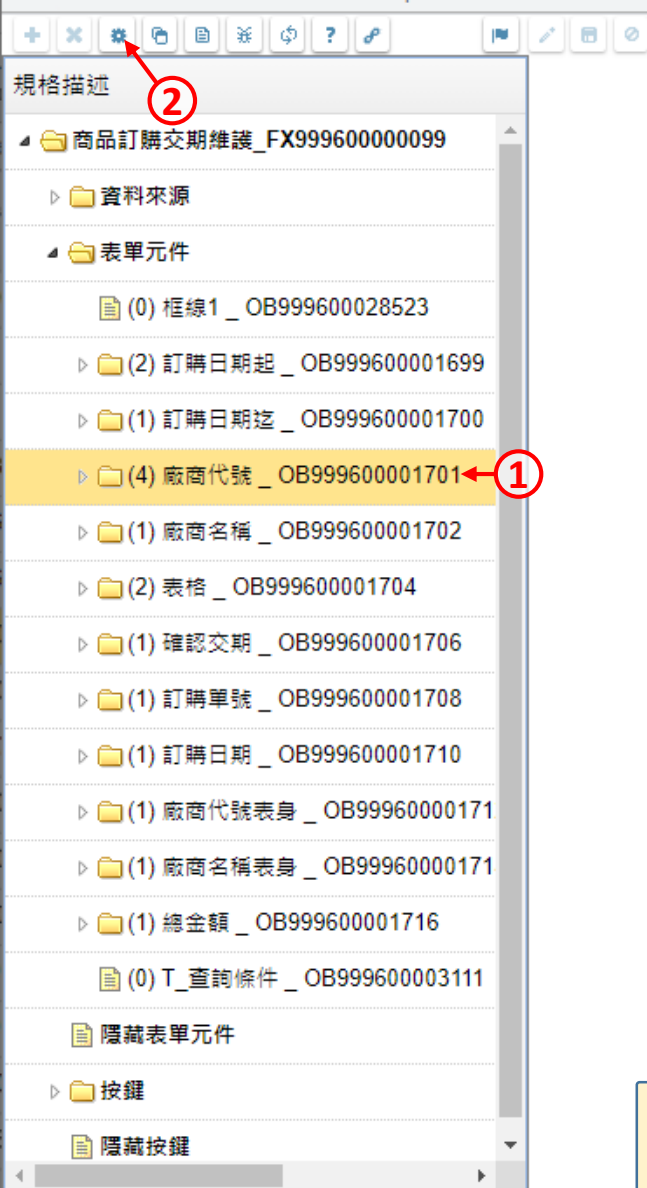 ?
規格描述
2
商品訂購交期維護_FX999600000099
資料來源
表單元件
(0) 框線1 _ OB999600028523
(2) 訂購日期起 _ OB999600001699
(1) 訂購日期迄 _ OB999600001700
(4) 廠商代號 _ OB999600001701
1
(1) 廠商名稱 _ OB999600001702
(2) 表格 _ OB999600001704
(1) 確認交期 _ OB999600001706
(1) 訂購單號 _ OB999600001708
(1) 訂購日期 _ OB999600001710
(1) 廠商代號表身 _ OB99960000171
(1) 廠商名稱表身 _ OB99960000171
(1) 總金額 _ OB999600001716
(0) T_查詢條件 _ OB999600003111
隱藏表單元件
按鍵
隱藏按鍵